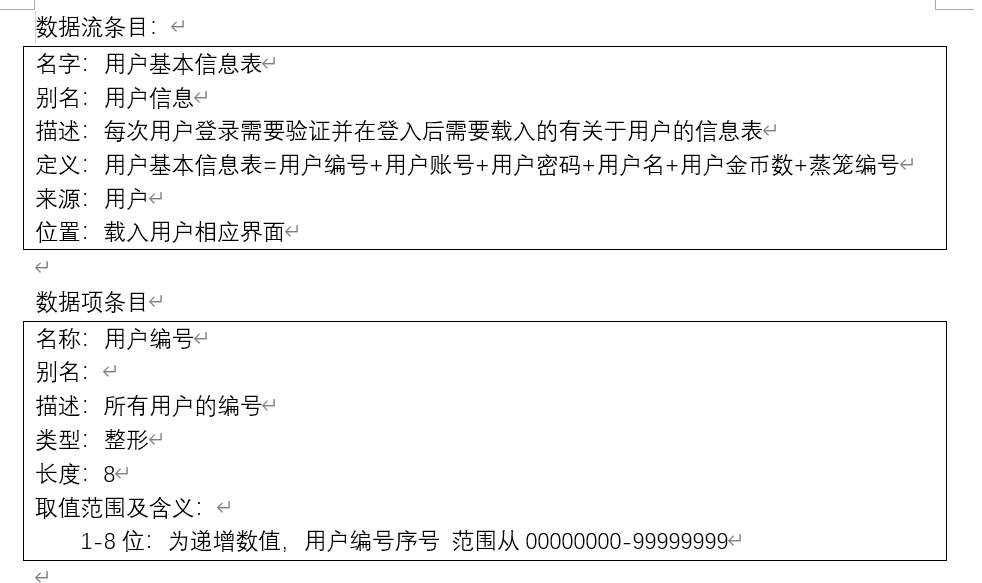 数据流条目：
名字：用户基本信息表
别名：用户信息
描述：每次用户登录需要验证并在登入后需要载入的有关于用户的信息表
定义：用户基本信息表=用户编号+用户账号+用户密码+用户名+用户金币数+蒸笼编号
来源：用户
位置：载入用户相应界面
数据项条目
名称：用户编号
别名：
描述：所有用户的编号
类型：整形
长度：8
取值范围及含义：
1-8 位：为递增数值，用户编号序号 范围从 00000000-99999999